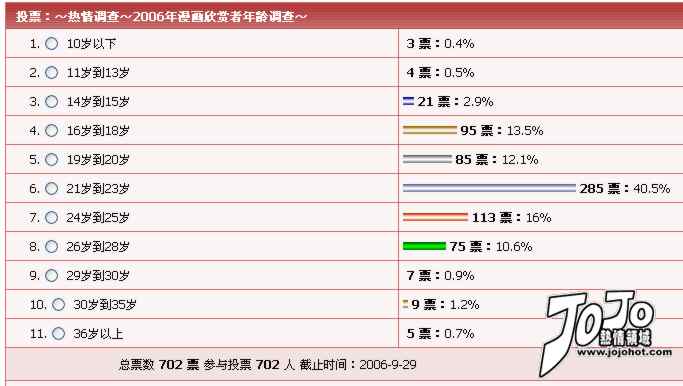 投票：～热情调查～2006年漫画欣赏者年龄调查～
1. 10岁以下 3 票：0.4%
2. 11岁到13岁 4 票：0.5%
3. 14岁到15岁 21 票：2.9%
4. 16岁到18岁 95 票：13.5%
5. 19岁到20岁 85 票：12.1%
6. 21岁到23岁 285 票：40.5%
7. 24岁到25岁 113 票：16%
8. 26岁到28岁 75 票：10.6%
9. 29岁到30岁 7 票：0.9%
10. 30岁到35岁 9 票：1.2%
11. 36岁以上 5 票：0.7%
总票数 702 票 参与投票 702 人 截止时间：2006-9-29
JOJO
热情领域
www.jojohot.com